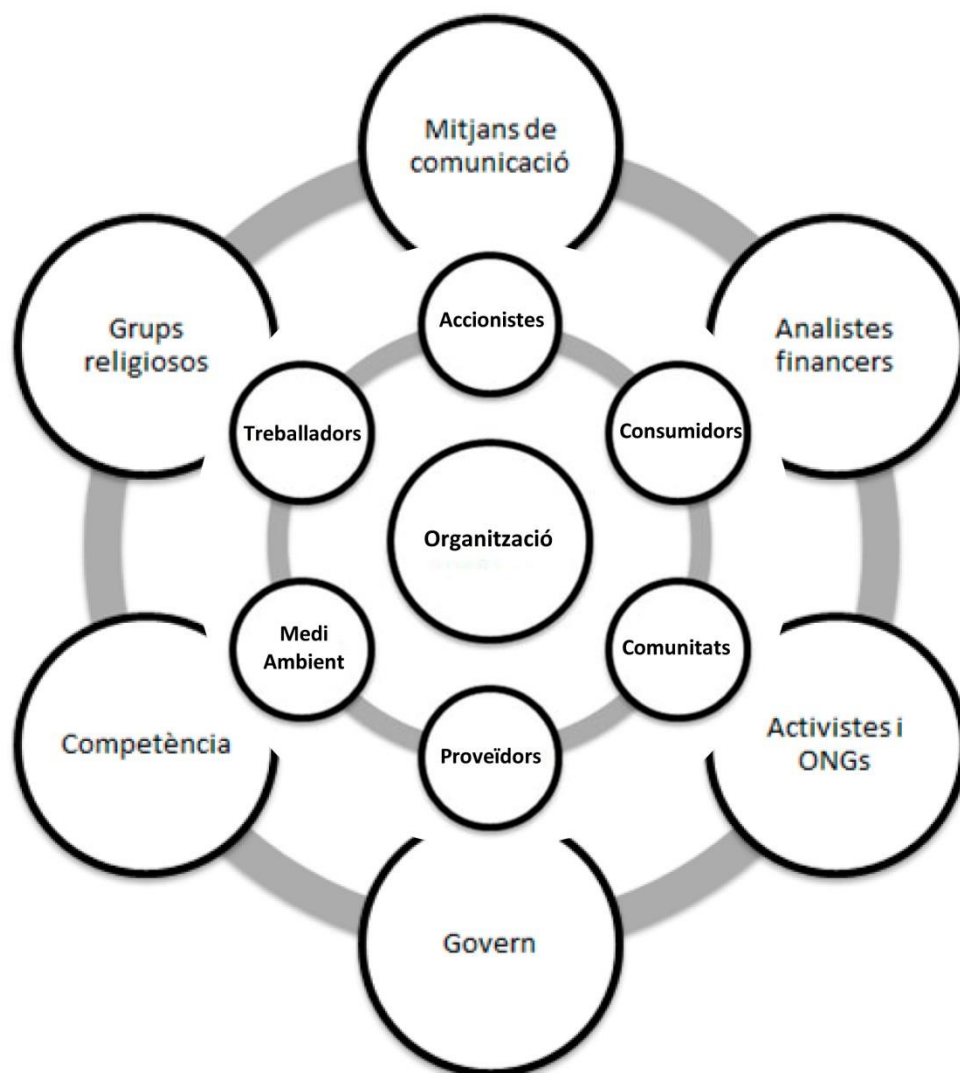 Mitjans de
comunicació
Grups
religiosos
Accionistes
Analistes
financers
Treballadors
Consumidors
Organització
Medi
Ambient
Comunitats
Competència
Proveïdors
Activistes i
ONGs
Govern